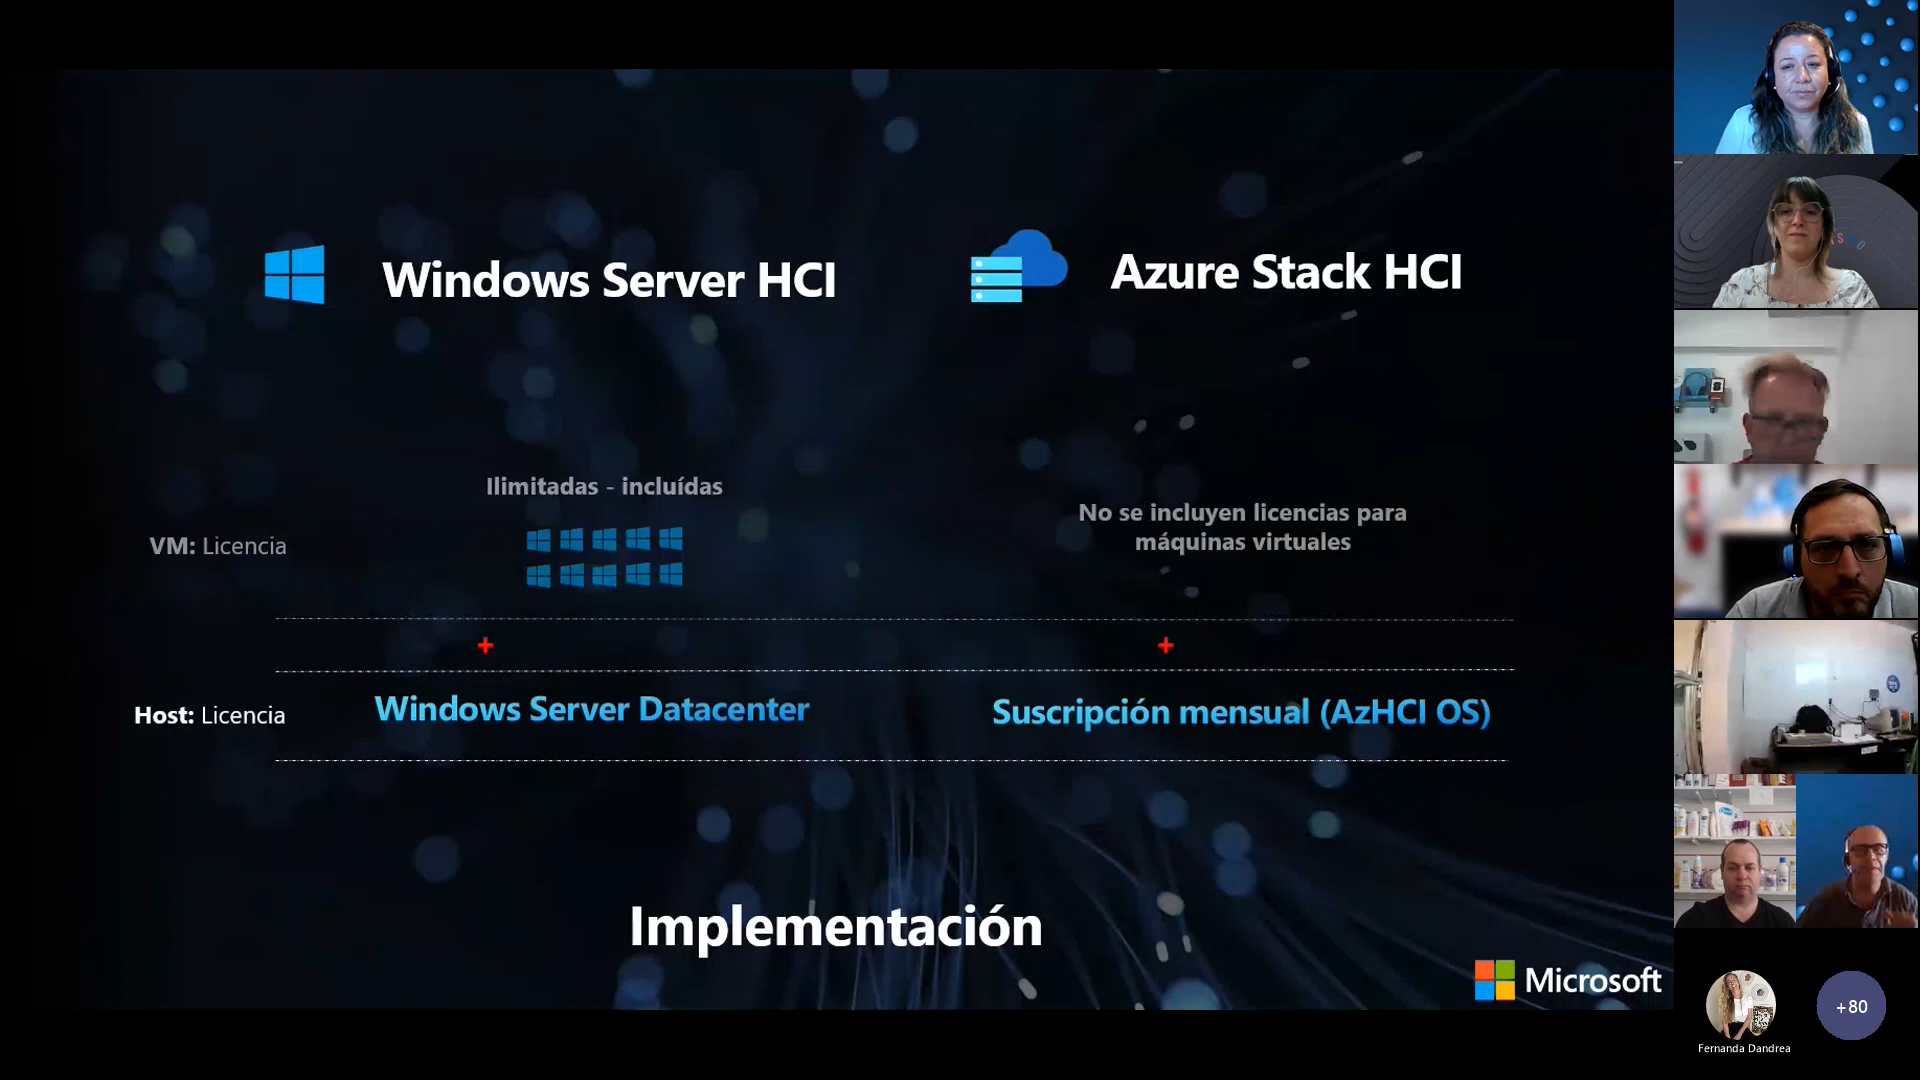 Windows Server HCI
Azure Stack HCI
Ilimitadas - incluídas
No se incluyen licencias para
máquinas virtuales
VM: Licencia
+
+
Host: Licencia
Windows Server Datacenter
Suscripción mensual (AzHCI OS)
Implementación
Microsoft
+80
Fernanda Dandrea